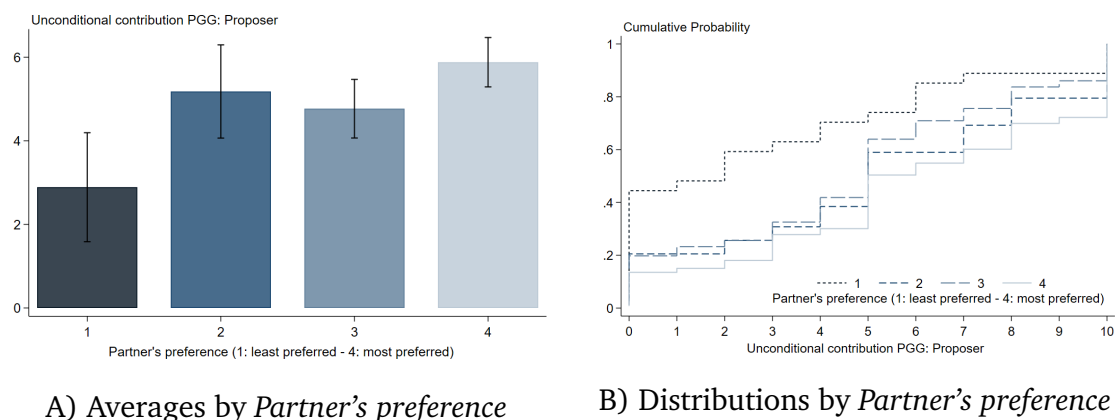 Unconditional contribution PGG: Proposer
6
4
2
0
1 2 3 4
Partner's preference (1: least preferred - 4: most preferred)
A) Averages by Partner's preference
Cumulative Probability
1
.8
.6
.4
.2
0
1 2 3 4
Partner's preference (1: least preferred - 4: most preferred)
0 1 2 3 4 5 6 7 8 9 10
Unconditional contribution PGG: Proposer
B) Distributions by Partner's preference